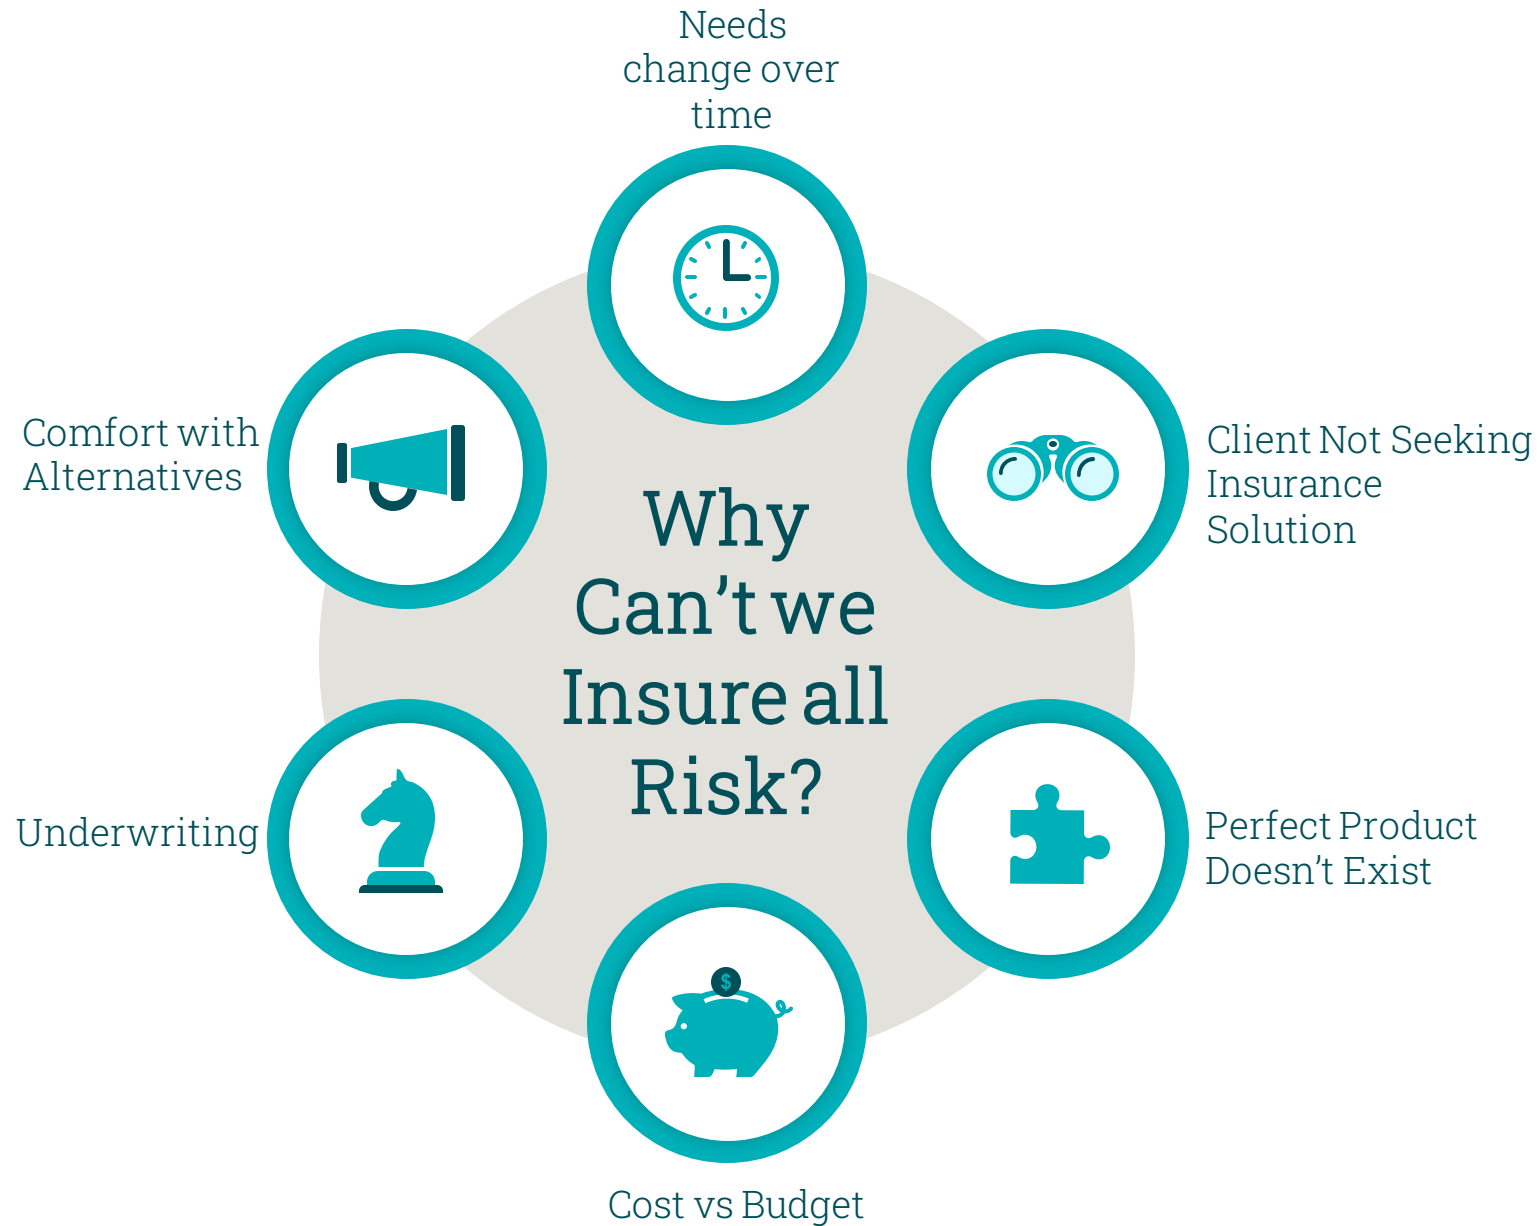 Needs
change over
time
Comfort with
Alternatives
Client Not Seeking
Insurance
Solution
Why
Can’t we
Insure all
Risk?
Underwriting
Perfect Product
Doesn’t Exist
$
Cost vs Budget